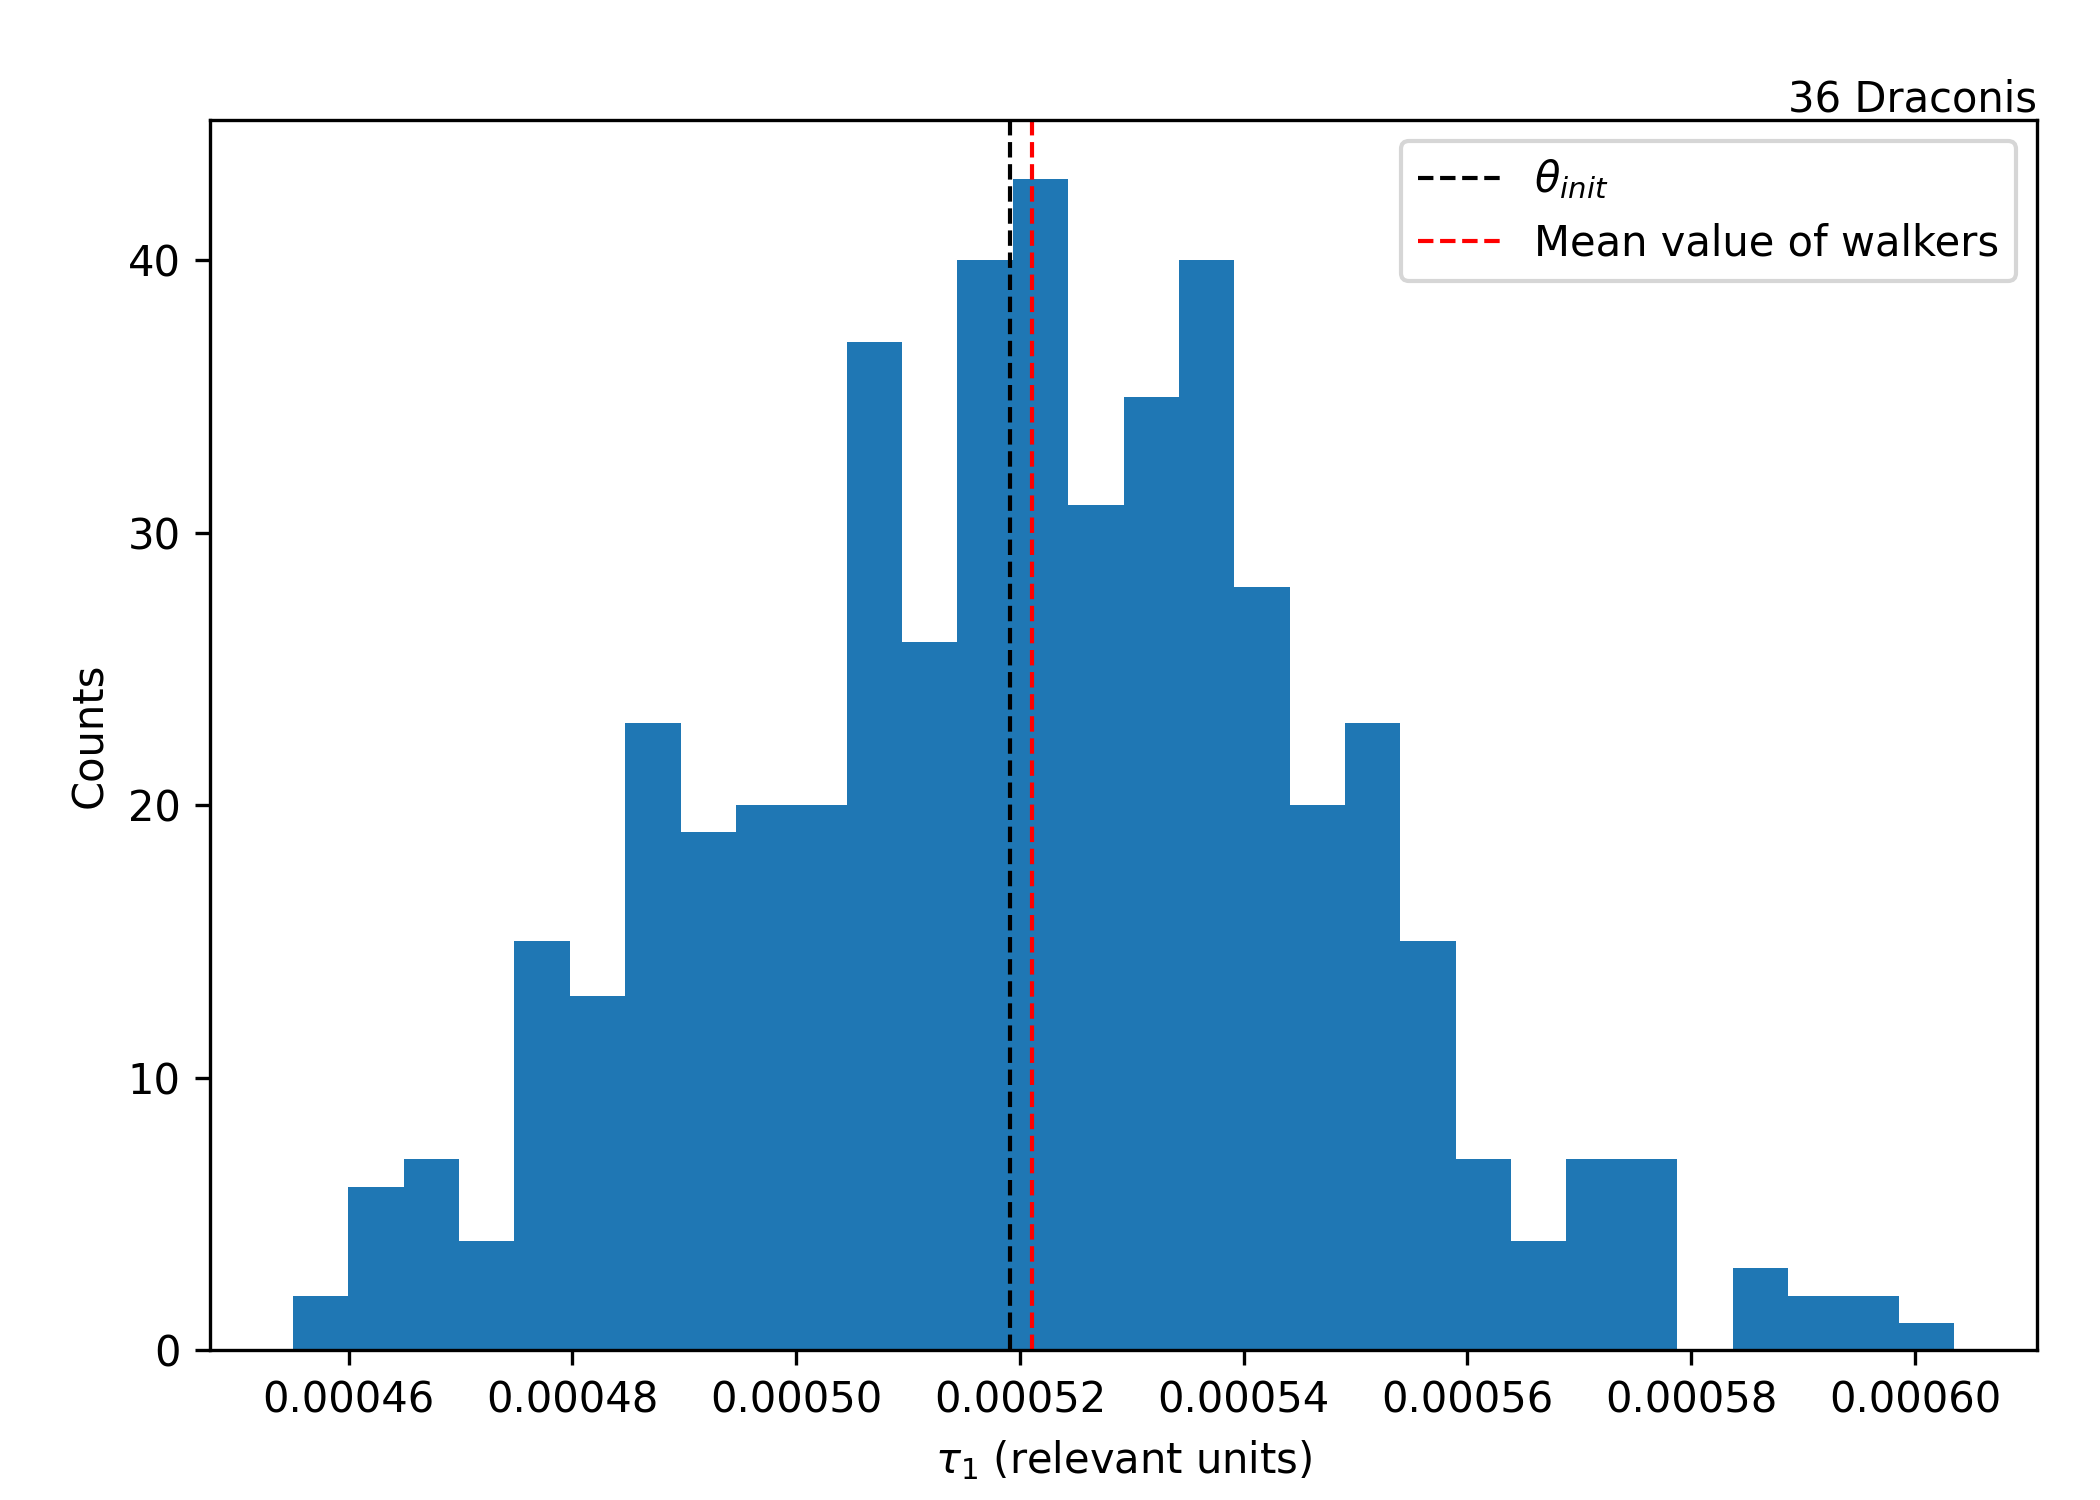 36 Draconis
θ_init
Mean value of walkers
40
30
20
10
0
Counts
0.00046 0.00048 0.00050 0.00052 0.00054 0.00056 0.00058 0.00060
τ₁ (relevant units)